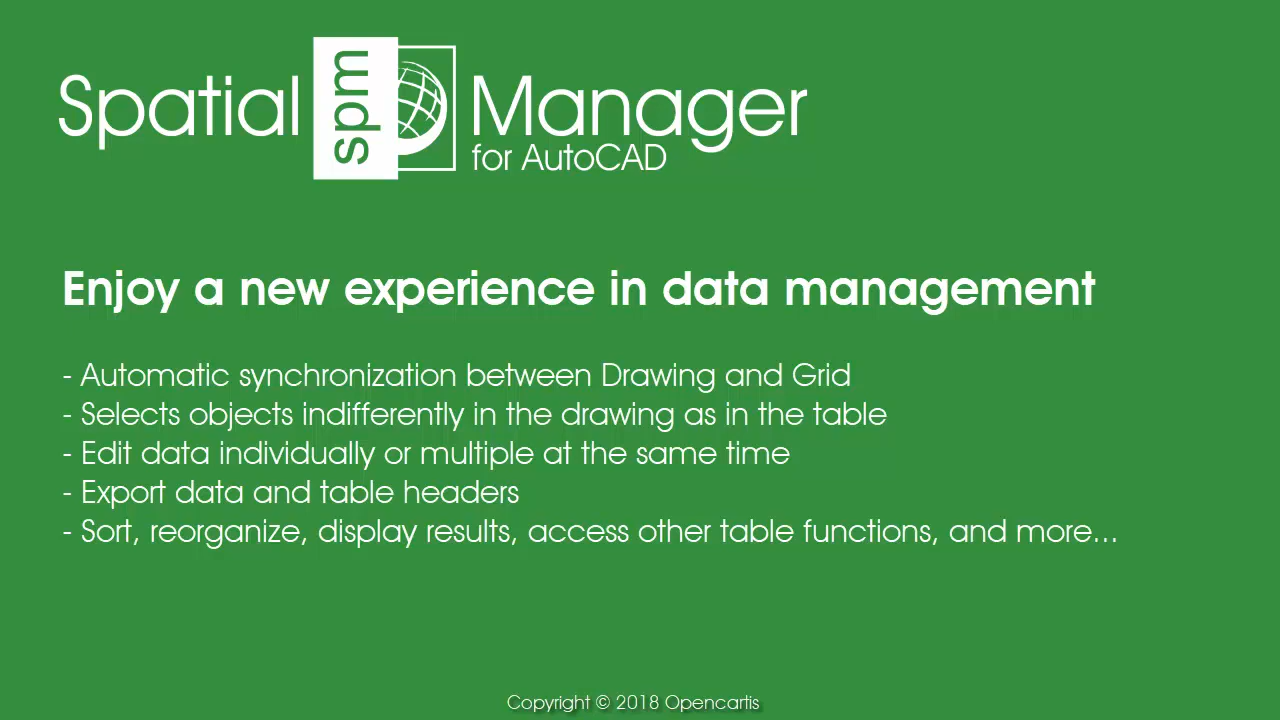 Spatial spm Manager
for AutoCAD
Enjoy a new experience in data management
- Automatic synchronization between Drawing and Grid
- Selects objects indifferently in the drawing as in the table
- Edit data individually or multiple at the same time
- Export data and table headers
- Sort, reorganize, display results, access other table functions, and more...
Copyright © 2018 Opencartis